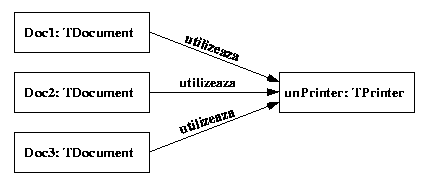 Doc1: TDocument
utilizeaza
Doc2: TDocument
utilizeaza
unPrinter: TPrinter
utilizeaza
Doc3: TDocument